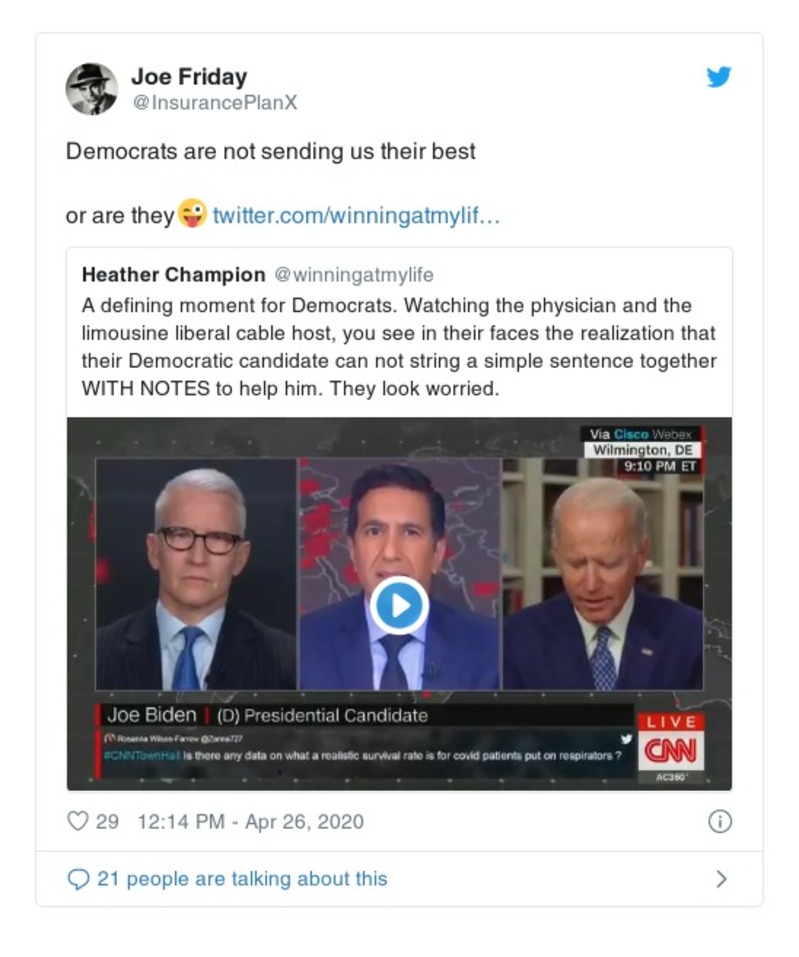 Joe Friday
@InsurancePlanX
Democrats are not sending us their best
or are they😜 twitter.com/winningatmylif…
Heather Champion @winningatmylife
A defining moment for Democrats. Watching the physician and the
limousine liberal cable host, you see in their faces the realization that
their Democratic candidate can not string a simple sentence together
WITH NOTES to help him. They look worried.
Via Cisco Webex
Wilmington, DE
9:10 PM ET
Joe Biden | (D) Presidential Candidate
Rosanna Wilson-Farrow @Zanna727
#CNNTownHall Is there any data on what a realistic survival rate is for covid patients put on respirators ?
LIVE
CNN
AC360°
29 12:14 PM - Apr 26, 2020
21 people are talking about this